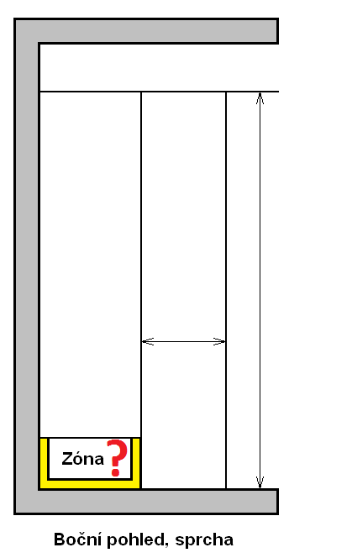 Zóna ?
Boční pohled, sprcha